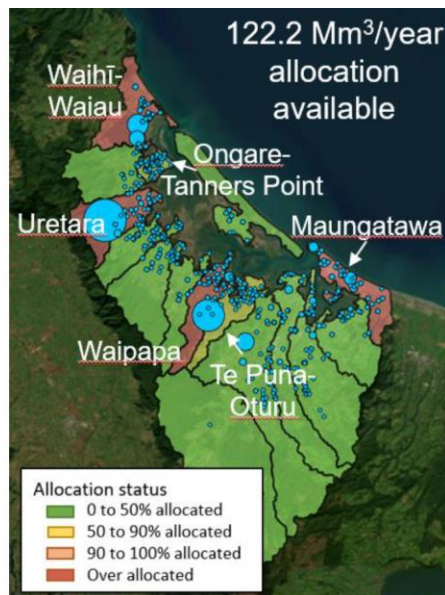 122.2 Mm³/year
allocation
available
Waihī-
Waiau
Ongare-
Tanners Point
Uretara
Maungatawa
Waipapa
Te Puna-
Oturu
Allocation status
0 to 50% allocated
50 to 90% allocated
90 to 100% allocated
Over allocated